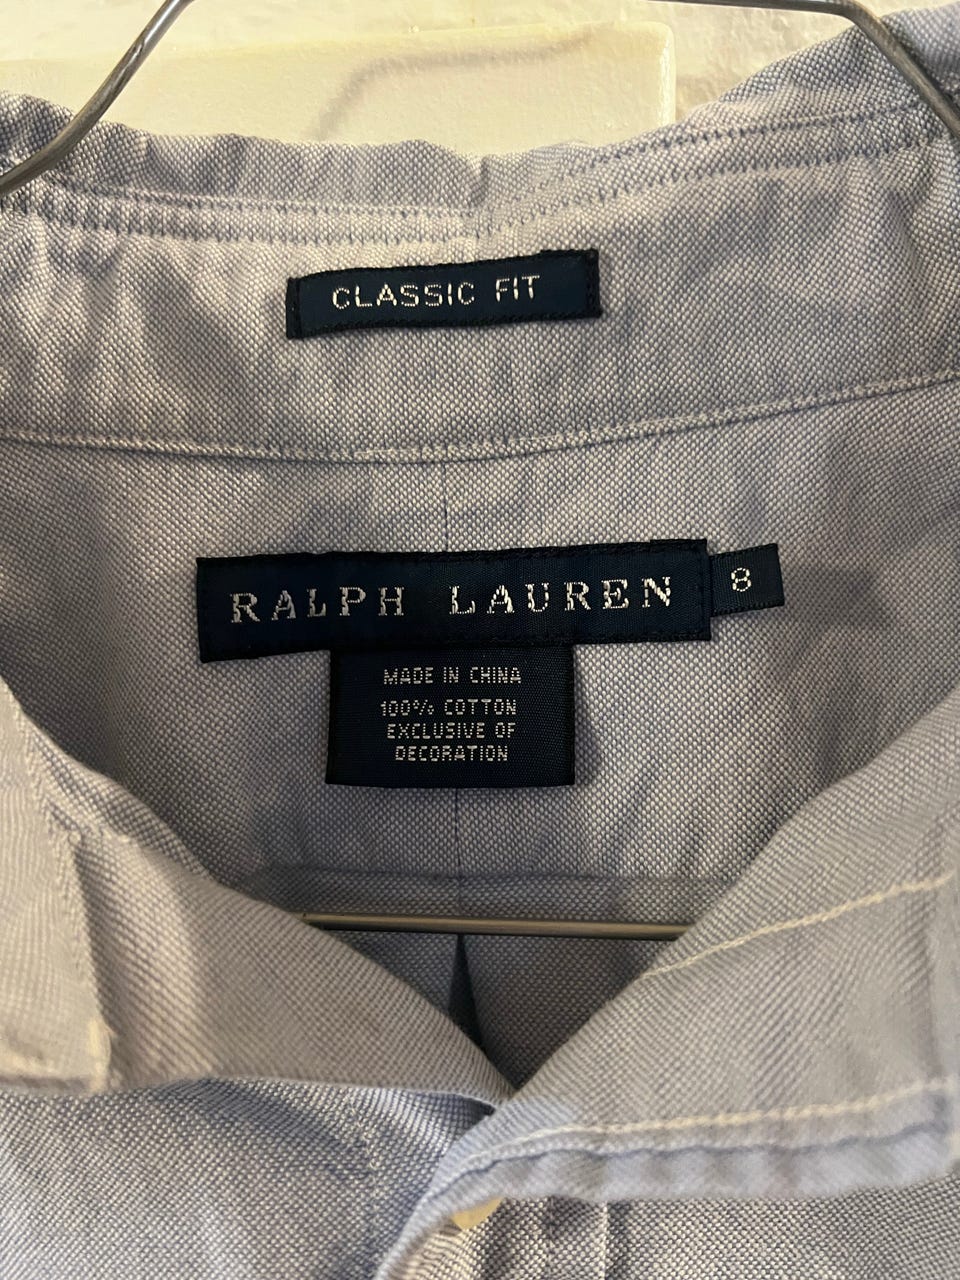 CLASSIC FIT
RALPH LAUREN
8
MADE IN CHINA
100% COTTON
EXCLUSIVE OF
DECORATION